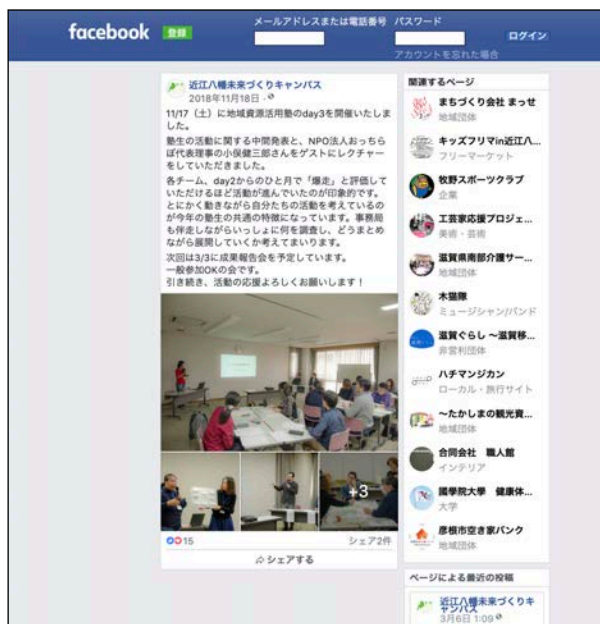 facebook
登録
メールアドレスまたは電話番号 パスワード
ログイン
アカウントを忘れた場合
近江八幡未来づくりキャンパス
2018年11月18日
11/17（土）に地域資源活用塾のday3を開催いたしま
した。
塾生の活動に関する中間発表と、NPO法人おっちら
ぼ代表理事の小俣健三郎さんをゲストにレクチャー
をしていただきました。
各チーム、day2からのひと月で「爆走」と評価して
いただけるほど活動が進んでいたのが印象的です。
とにかく動きながら自分たちの活動を考えているの
が今年の塾生の共通の特徴になっています。事務局
も伴走しながらいっしょに何を調査し、どうまとめ
ながら展開していくか考えてまいります。
次回は3/3に成果報告会を予定しています。
一般参加OKの会です。
引き続き、活動の応援よろしくお願いします！
+3
15
シェア2件
シェアする
関連するページ
まちづくり会社 まっせ
地域団体
キッズフリマin近江八...
フリーマーケット
牧野スポーツクラブ
企業
工芸家応援プロジェ...
美術・芸術
滋賀県南部介護サー...
地域団体
木猫隊
ミュージシャン/バンド
滋賀ぐらし 〜滋賀移...
非営利団体
ハチマンジカン
ローカル・旅行サイト
〜たかしまの観光資...
地域団体
合同会社 職人館
インテリア
國學院大學 健康体...
大学
彦根市空き家バンク
地域団体
ページによる最近の投稿
近江八幡未来づくりキ
ャンパス
3月6日 1:09